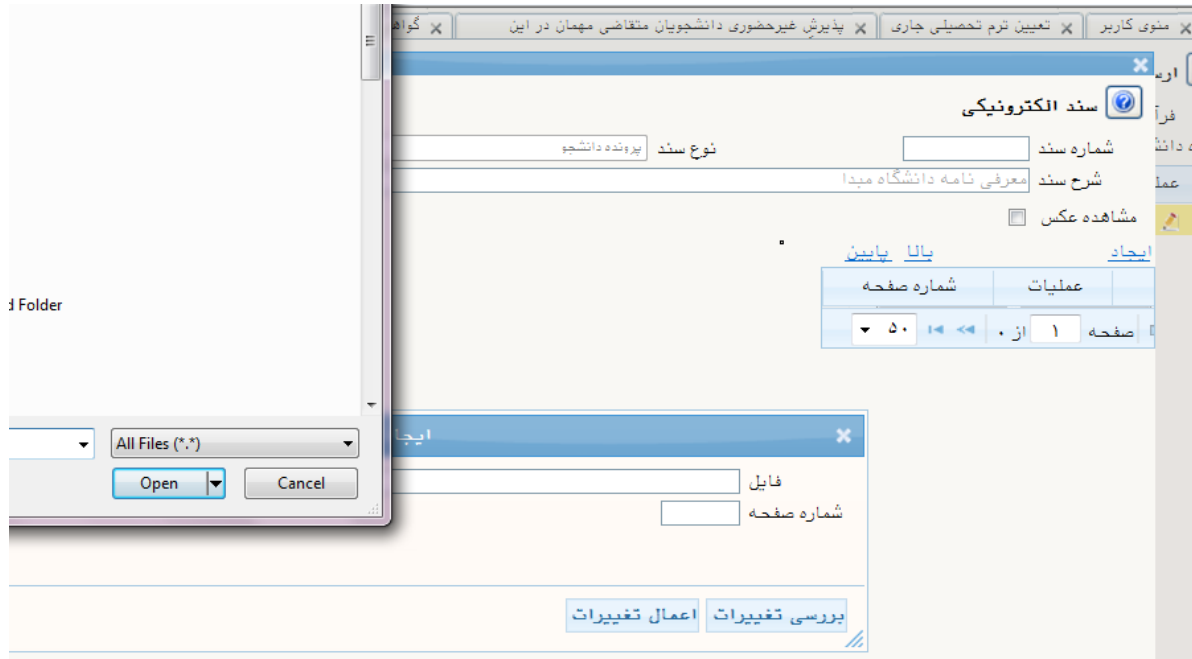 منوی کاربر
تعیین ترم تحصیلی جاری
پذیرش غیرحضوری دانشجویان متقاضی مهمان در این
سند الکترونیکی
شماره سند
نوع سند پرونده دانشجو
شرح سند معرفی نامه دانشگاه مبدا
مشاهده عکس
ایجاد بالا پایین
عملیات شماره صفحه
صفحه ۱ از ۰ ۵۰
d Folder
All Files (*.*)
Open Cancel
فایل
شماره صفحه
بررسی تغییرات اعمال تغییرات